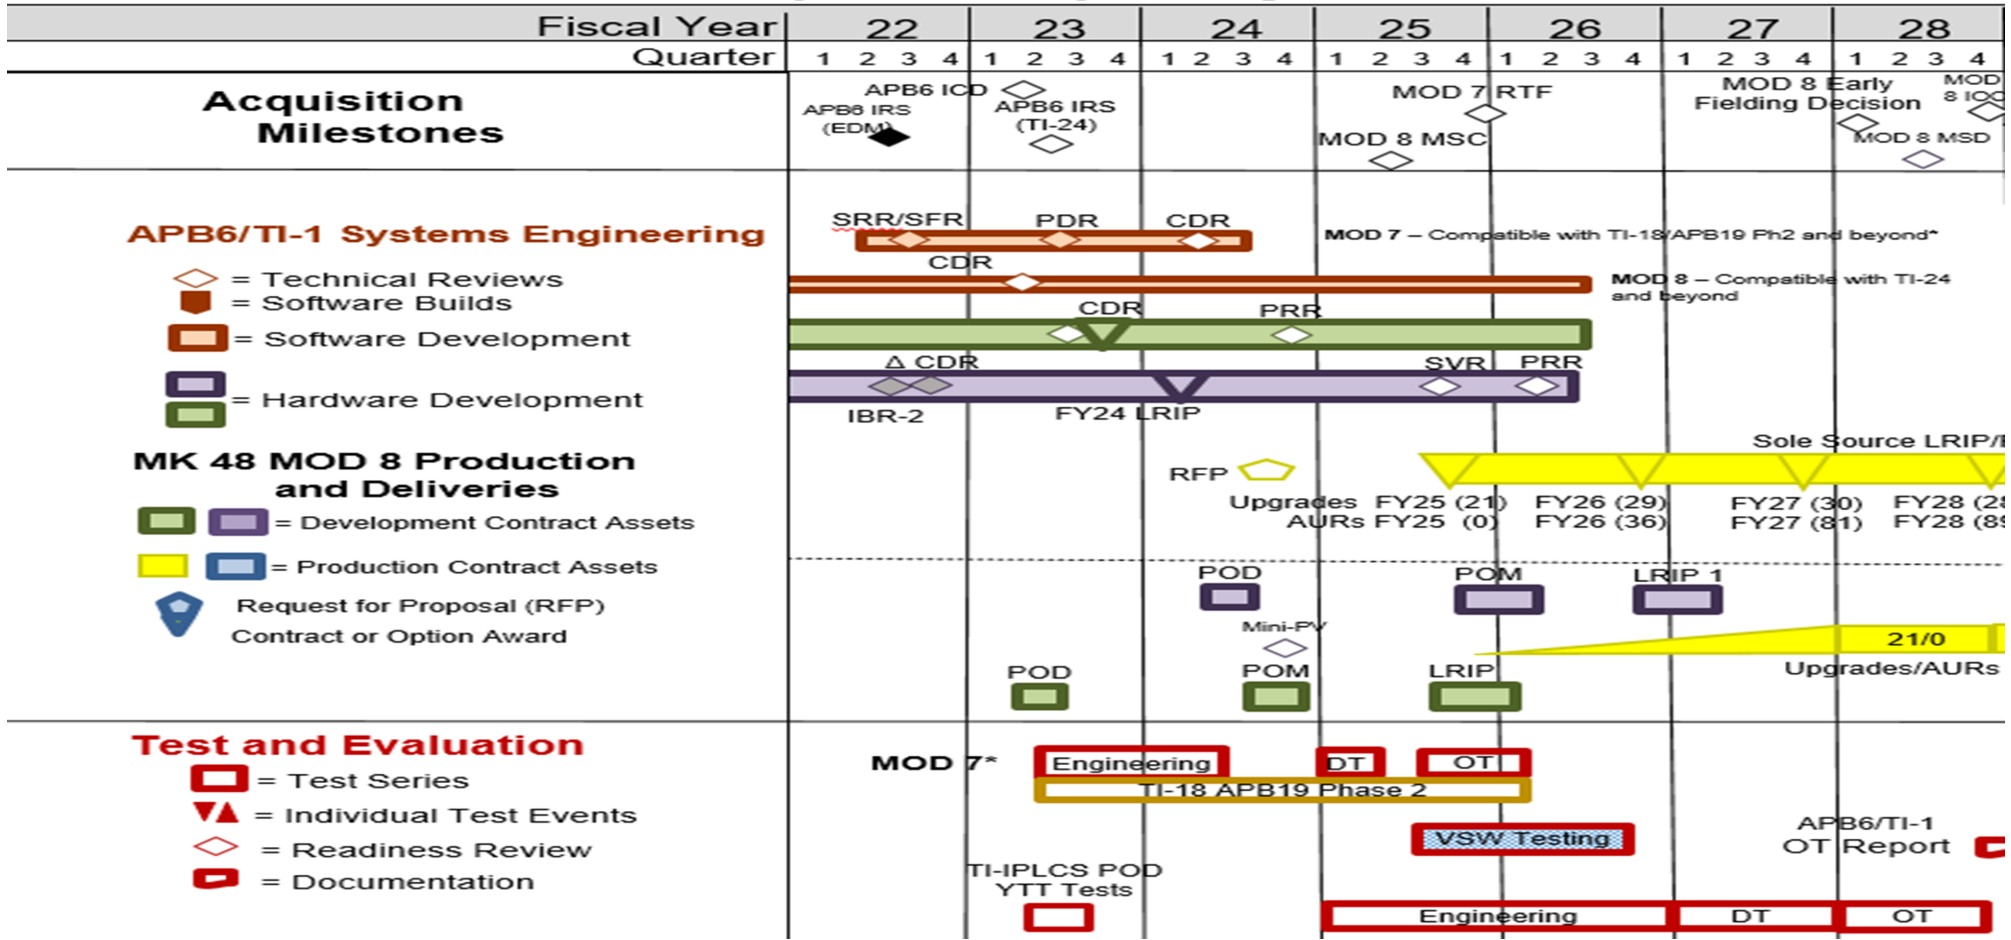 Fiscal Year 22 23 24 25 26 27 28
Quarter 1 2 3 4 1 2 3 4 1 2 3 4 1 2 3 4 1 2 3 4 1 2 3 4 1 2 3 4
Acquisition
Milestones
APB6 ICD
APB6 IRS
(EDM)
APB6 IRS
(TI-24)
MOD 7 RTF
MOD 8 MSC
MOD 8 Early
Fielding Decision
MOD
8 IOC
MOD 8 MSD
APB6/TI-1 Systems Engineering
SRR/SFR PDR CDR
MOD 7 – Compatible with TI-18/APB19 Ph2 and beyond*
CDR
= Technical Reviews
= Software Builds
MOD 8 – Compatible with TI-24
and beyond
CDR PRR
= Software Development
Δ CDR SVR PRR
= Hardware Development
IBR-2 FY24 LRIP
MK 48 MOD 8 Production
and Deliveries
Sole Source LRIP/
RFP
Upgrades FY25 (21) FY26 (29) FY27 (30) FY28
AURs FY25 (0) FY26 (36) FY27 (81) FY28
= Development Contract Assets
= Production Contract Assets
POD POM LRIP 1
Request for Proposal (RFP)
Contract or Option Award
Mini-PV
21/0
POD POM LRIP
Upgrades/AURs
Test and Evaluation
= Test Series
= Individual Test Events
= Readiness Review
= Documentation
MOD 7*
Engineering DT OT
TI-18 APB19 Phase 2
VSW Testing
APB6/TI-1
OT Report
TI-IPLCS POD
YTT Tests
Engineering DT OT